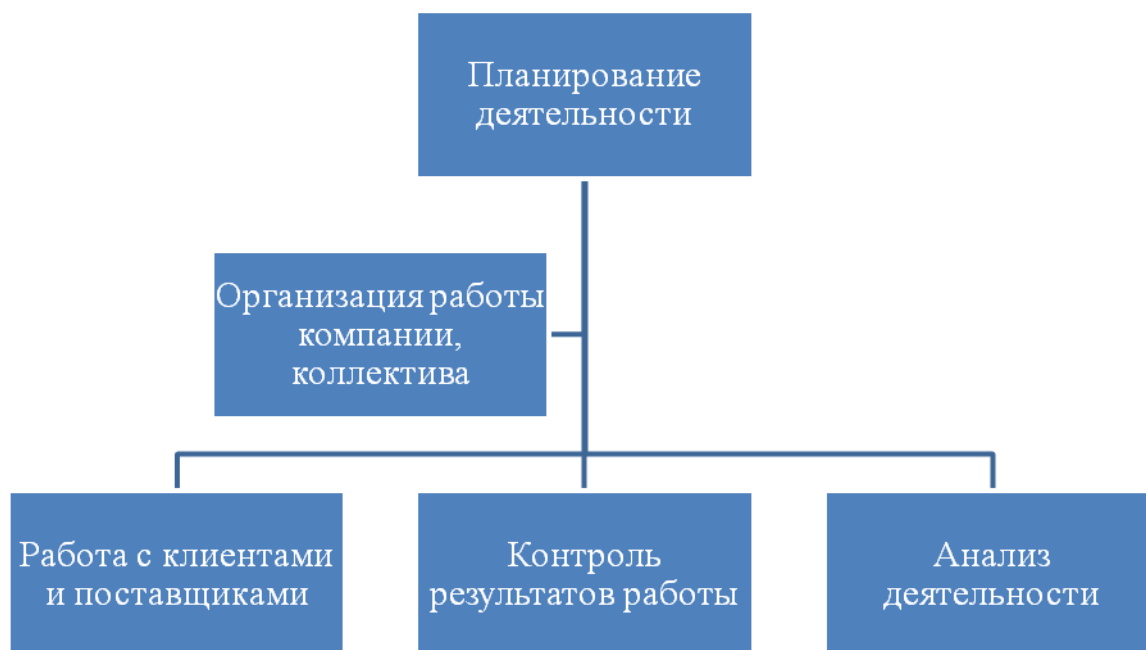 Планирование
деятельности
Организация работы
компании,
коллектива
Работа с клиентами
и поставщиками
Контроль
результатов работы
Анализ
деятельности